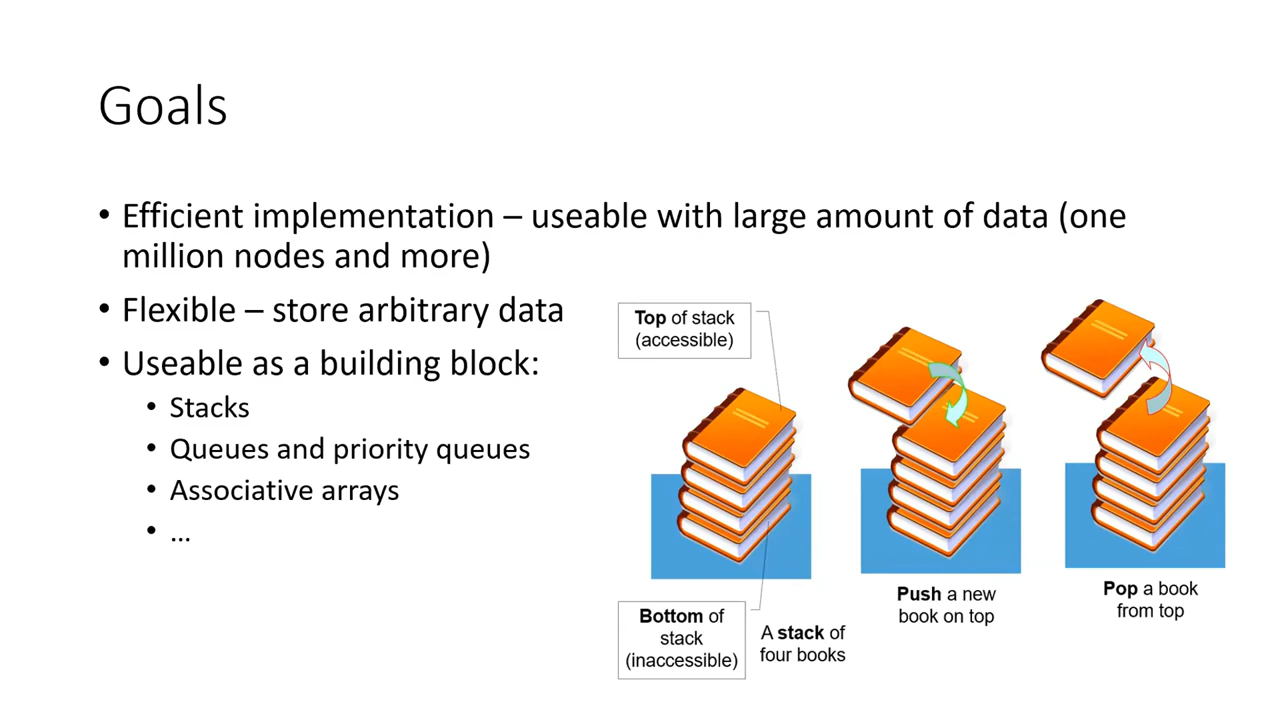 Goals
• Efficient implementation – useable with large amount of data (one
million nodes and more)
• Flexible – store arbitrary data
• Useable as a building block:
• Stacks
• Queues and priority queues
• Associative arrays
• ...
Top of stack
(accessible)
Bottom of
stack
(inaccessible)
A stack of
four books
Push a new
book on top
Pop a book
from top